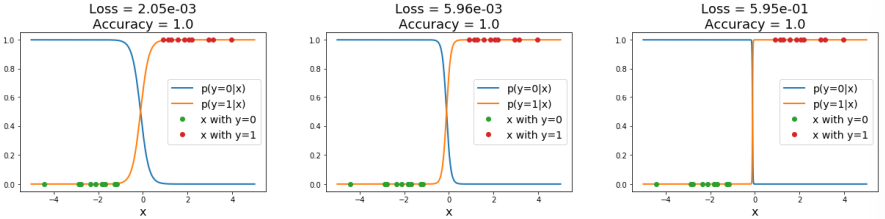 Loss = 2.05e-03
Accuracy = 1.0
1.0
0.8
0.6
0.4
0.2
0.0
p(y=0|x)
p(y=1|x)
x with y=0
x with y=1
−4 −2 0 2 4
x
Loss = 5.96e-03
Accuracy = 1.0
1.0
0.8
0.6
0.4
0.2
0.0
p(y=0|x)
p(y=1|x)
x with y=0
x with y=1
−4 −2 0 2 4
x
Loss = 5.95e-01
Accuracy = 1.0
1.0
0.8
0.6
0.4
0.2
0.0
p(y=0|x)
p(y=1|x)
x with y=0
x with y=1
−4 −2 0 2 4
x